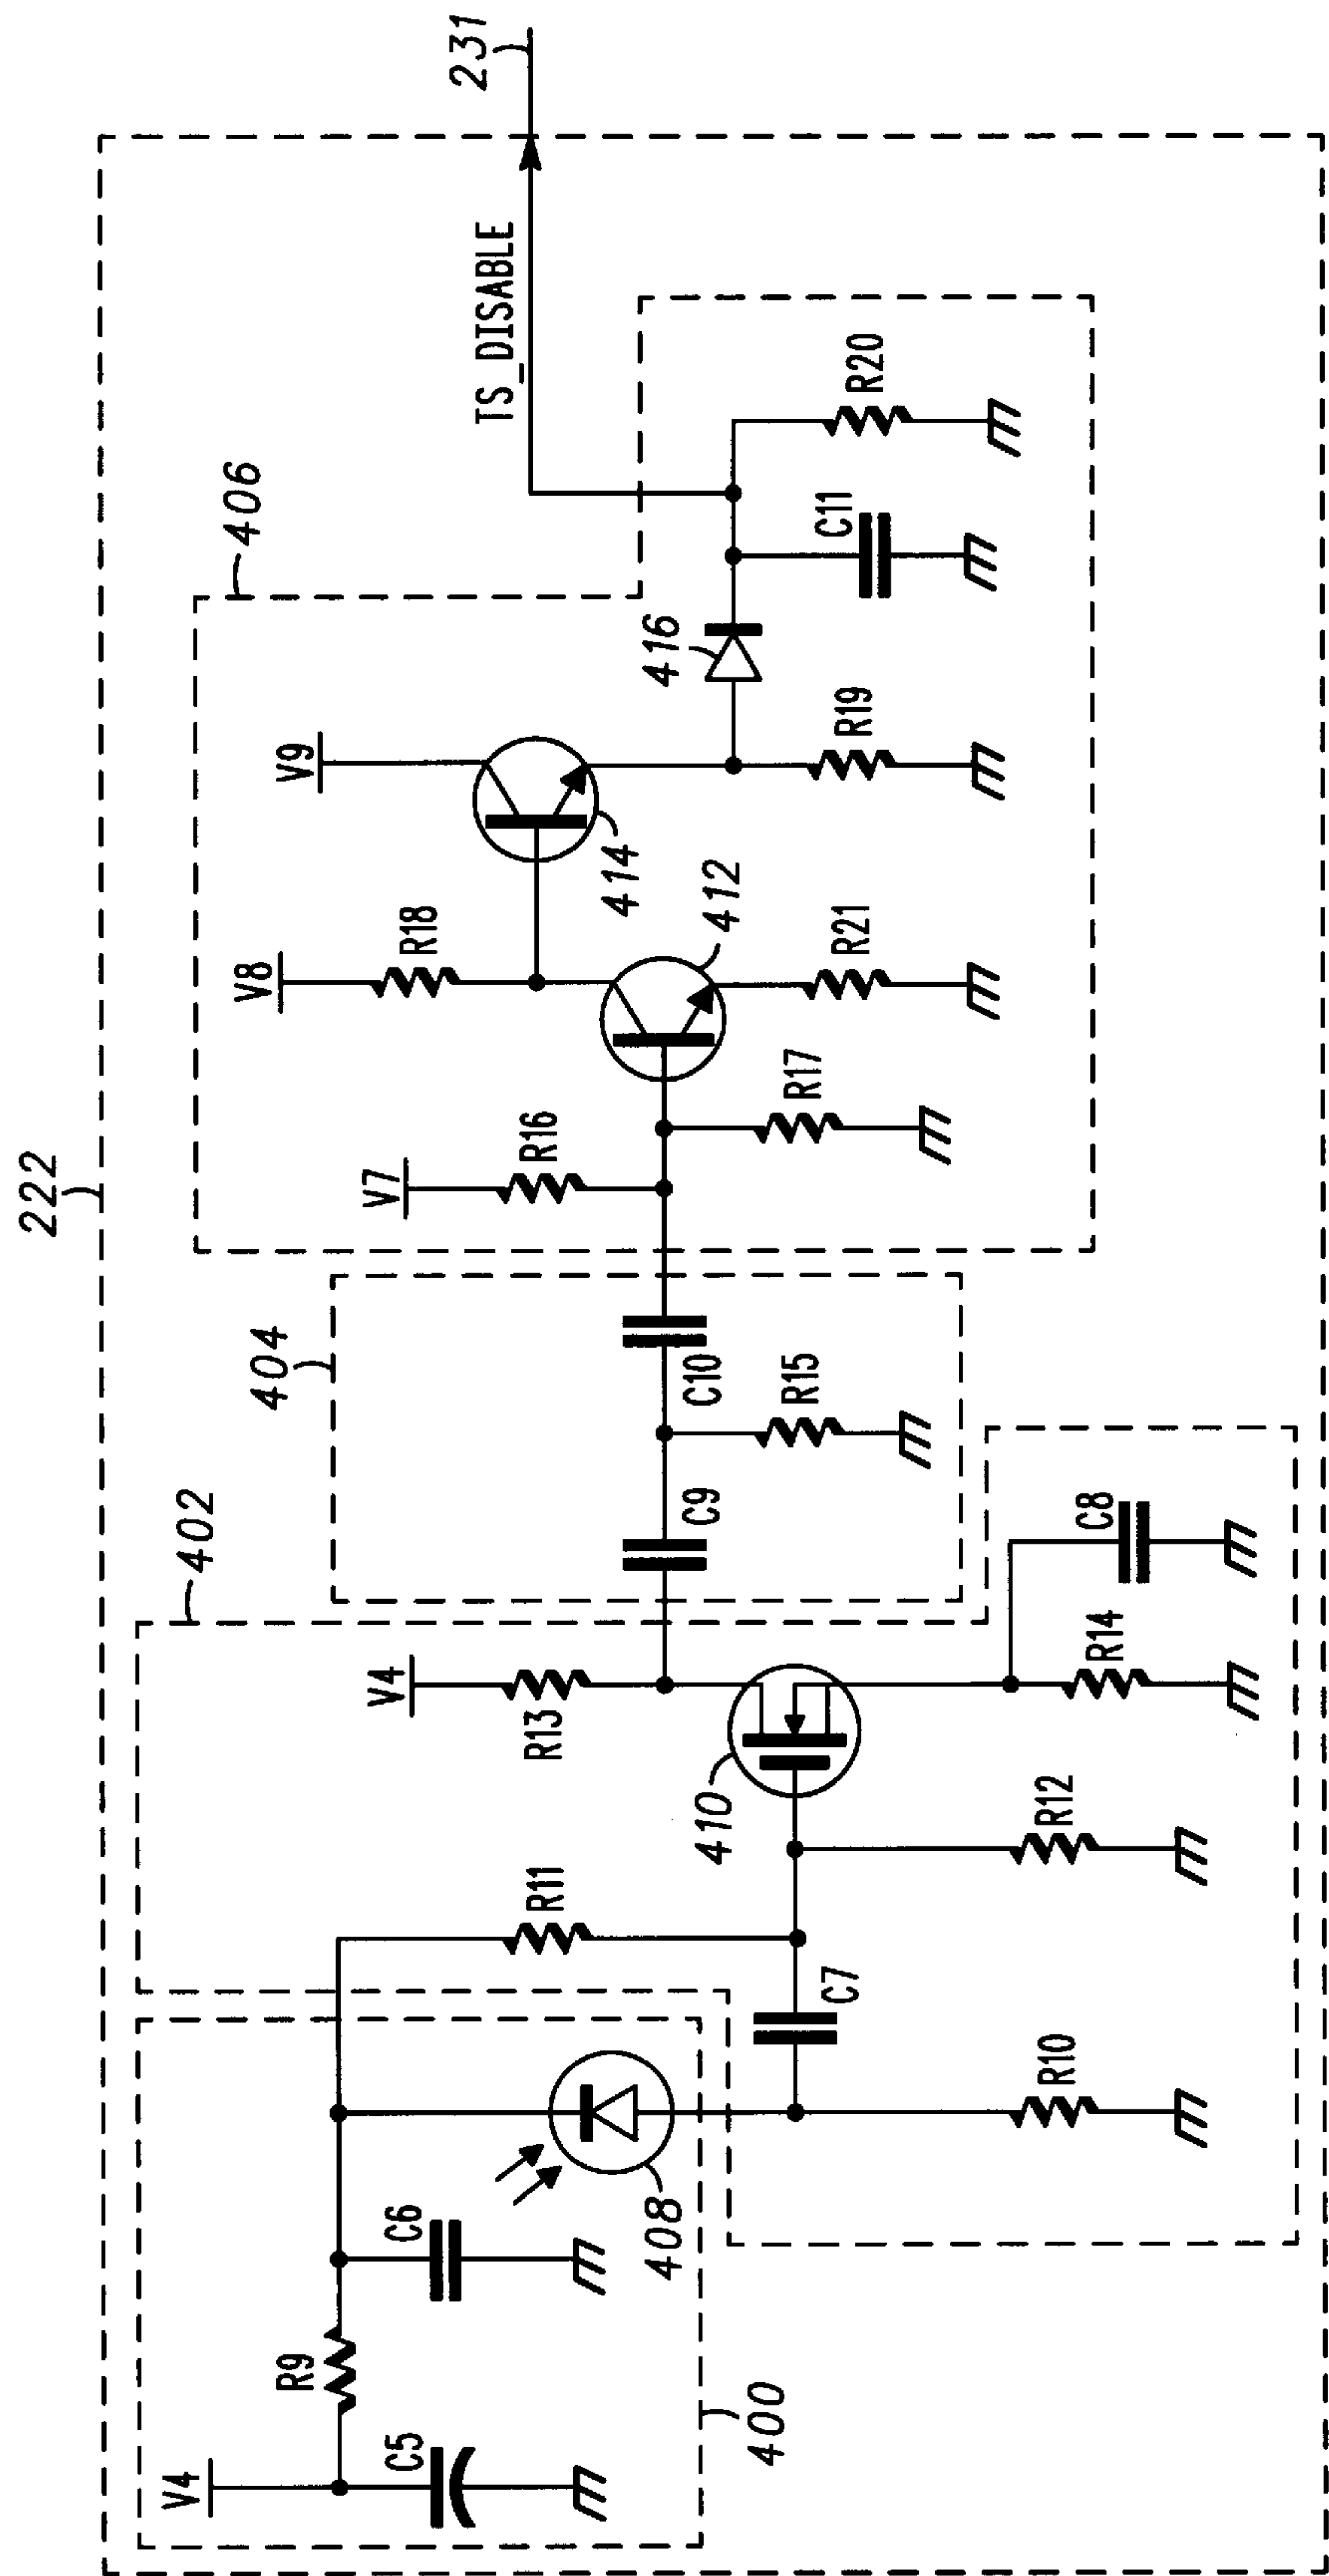 222
231
TS_DISABLE
406
V9
V8
R18
414
416
C11
R20
R19
412
R21
V7
R16
R17
404
C10
R15
C9
402
V4
R13
410
C8
R14
R12
R11
C7
R10
V4
C5
R9
C6
408
400